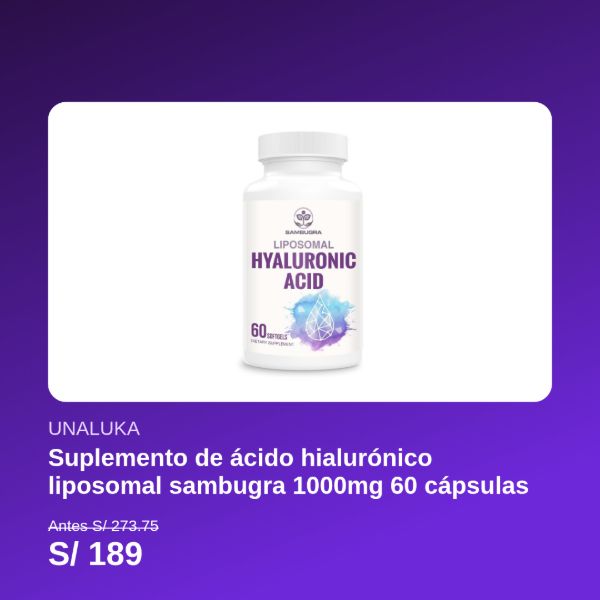 SAMBUGRA
LIPOSOMAL
HYALURONIC
ACID
60 SOFTGELS
DIETARY SUPPLEMENT
UNALUKA
Suplemento de ácido hialurónico
liposomal sambugra 1000mg 60 cápsulas
Antes S/ 273.75
S/ 189